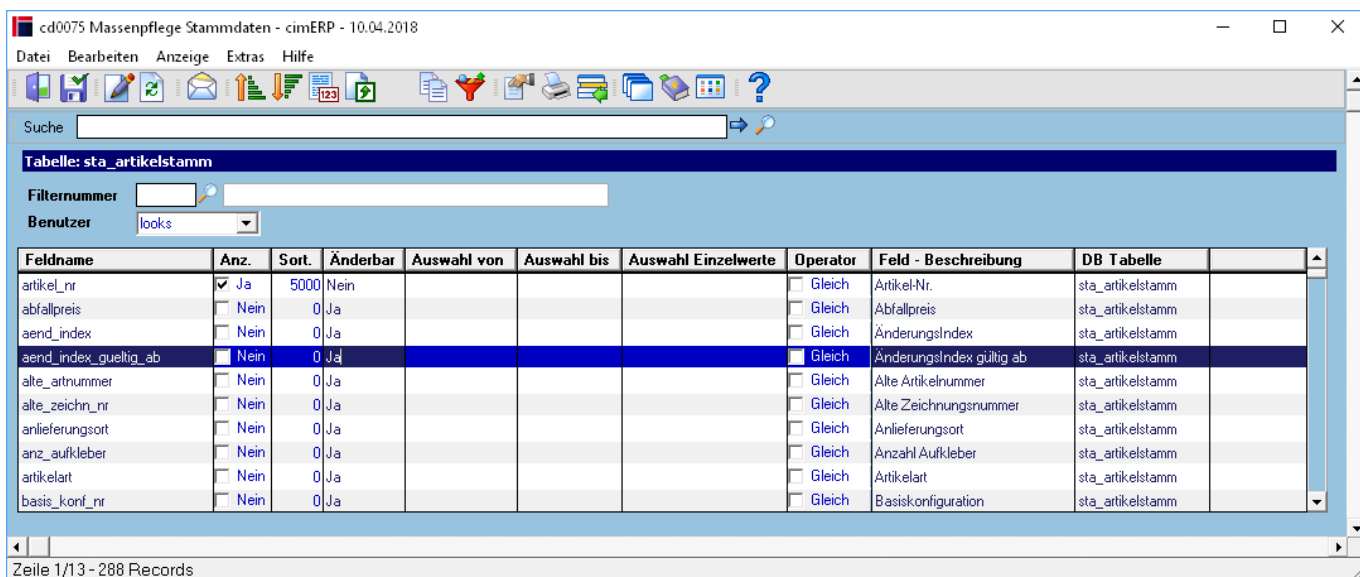 cd0075 Massenpflege Stammdaten - cimERP - 10.04.2018
Datei Bearbeiten Anzeige Extras Hilfe
123
Suche
Tabelle: sta_artikelstamm
Filternummer
Benutzer looks
Feldname Anz. Sort. Änderbar Auswahl von Auswahl bis Auswahl Einzelwerte Operator Feld - Beschreibung DB Tabelle
artikel_nr Ja 5000 Nein Gleich Artikel-Nr. sta_artikelstamm
abfallpreis Nein 0 Ja Gleich Abfallpreis sta_artikelstamm
aend_index Nein 0 Ja Gleich ÄnderungsIndex sta_artikelstamm
aend_index_gueltig_ab Nein 0 Ja Gleich ÄnderungsIndex gültig ab sta_artikelstamm
alte_artnummer Nein 0 Ja Gleich Alte Artikelnummer sta_artikelstamm
alte_zeichn_nr Nein 0 Ja Gleich Alte Zeichnungsnummer sta_artikelstamm
anlieferungsort Nein 0 Ja Gleich Anlieferungsort sta_artikelstamm
anz_aufkleber Nein 0 Ja Gleich Anzahl Aufkleber sta_artikelstamm
artikelart Nein 0 Ja Gleich Artikelart sta_artikelstamm
basis_konf_nr Nein 0 Ja Gleich Basiskonfiguration sta_artikelstamm
Zeile 1/13 - 288 Records